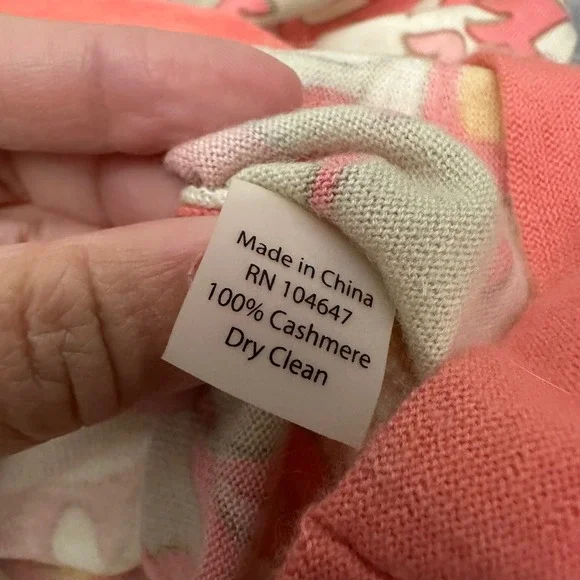 Made in China
RN 104647
100% Cashmere
Dry Clean